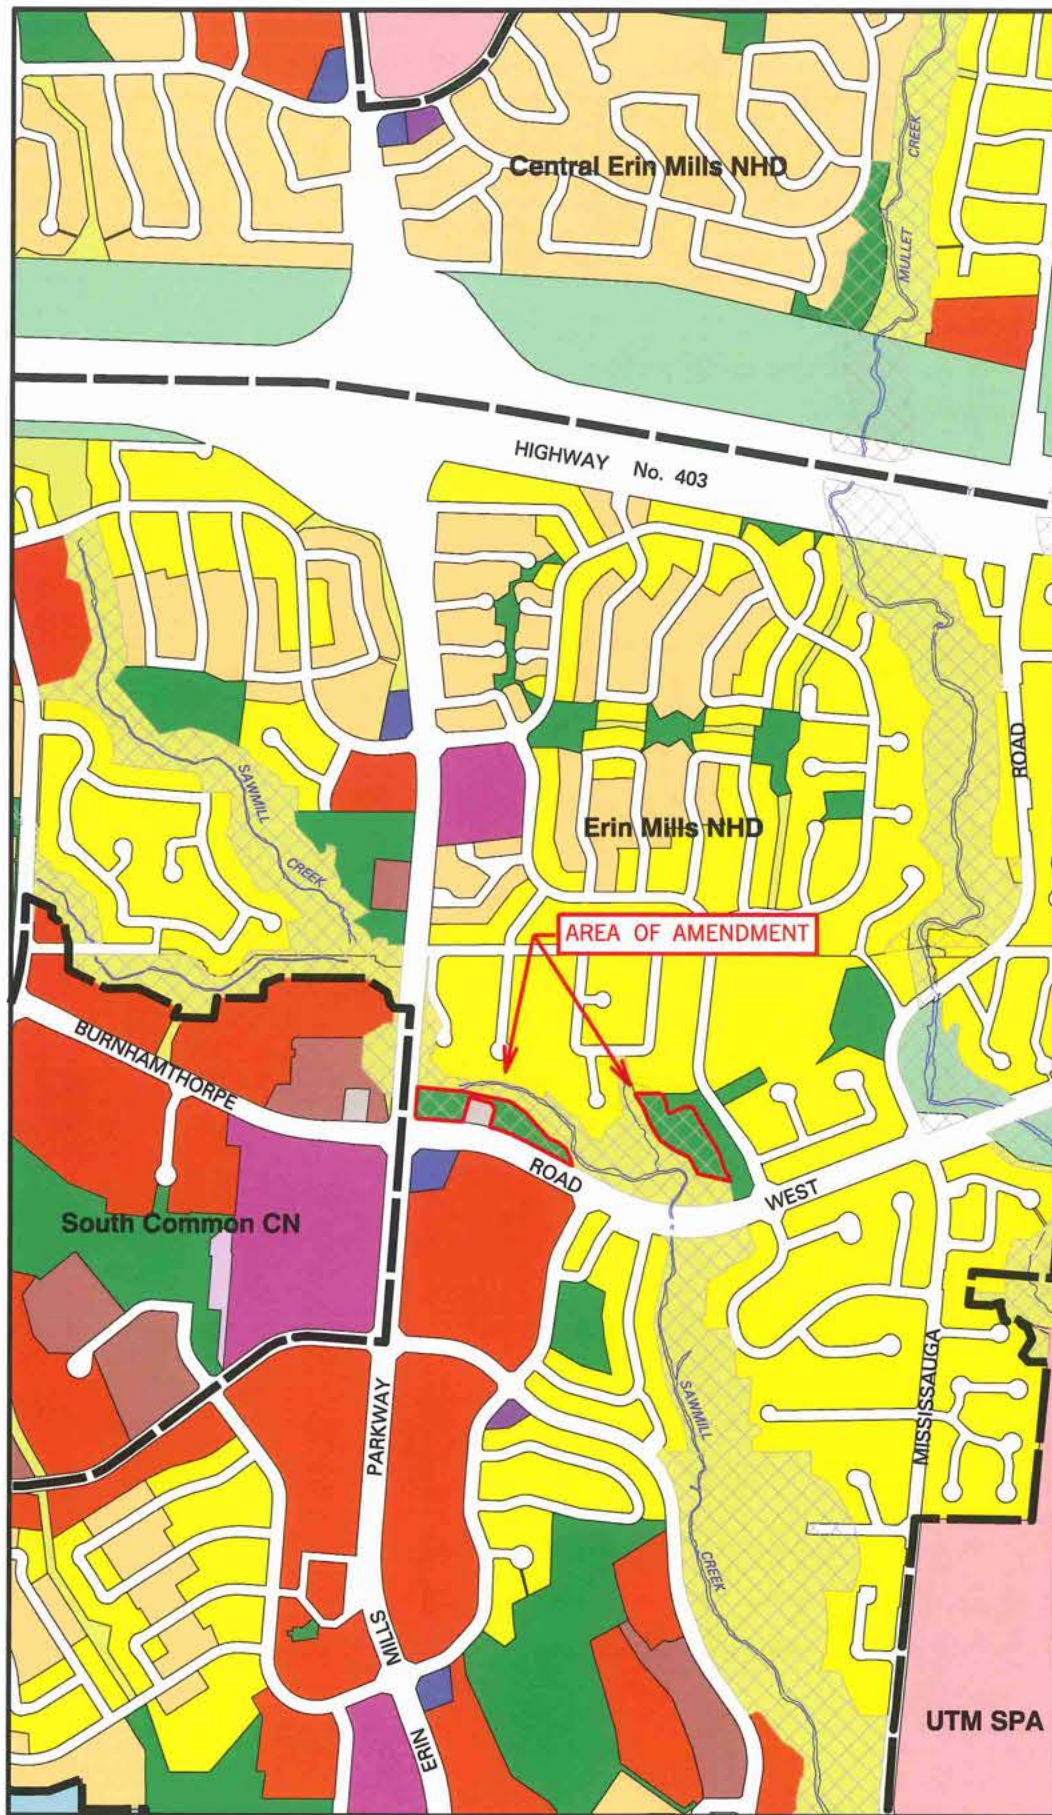 Central Erin Mills NHD
CREEK
MULLET
HIGHWAY No. 403
ROAD
SAWMILL
CREEK
Erin Mills NHD
AREA OF AMENDMENT
BURNHAMTHORPE
ROAD
WEST
South Common CN
MISSISSAUGA
PARKWAY
SAWMILL
CREEK
MILLS
ERIN
UTM SPA